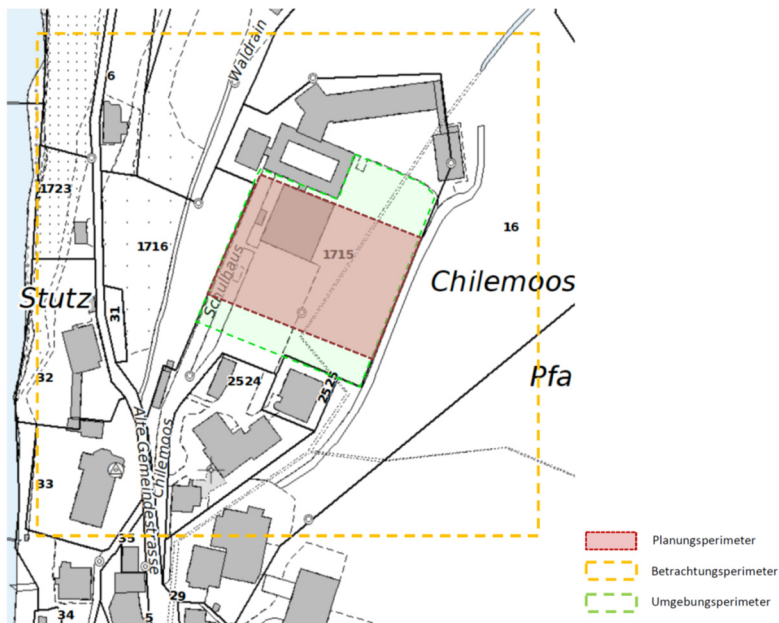 Waldrain
6
1723
1716
1715
16
Schulhaus
Chilemoos
Stutz
31
Pfa
32
2524
2525
Alte Gemeindestrasse
Chilemoos
33
35
29
34
5
Planungsperimeter
Betrachtungsperimeter
Umgebungsperimeter